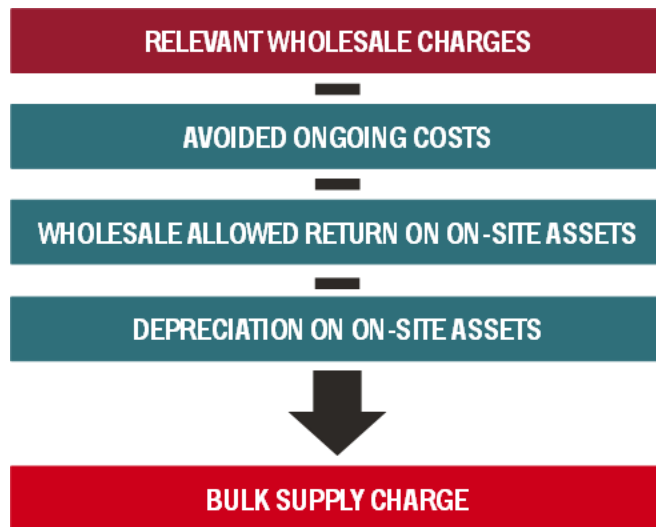 RELEVANT WHOLESALE CHARGES
AVOIDED ONGOING COSTS
WHOLESALE ALLOWED RETURN ON ON-SITE ASSETS
DEPRECIATION ON ON-SITE ASSETS
BULK SUPPLY CHARGE